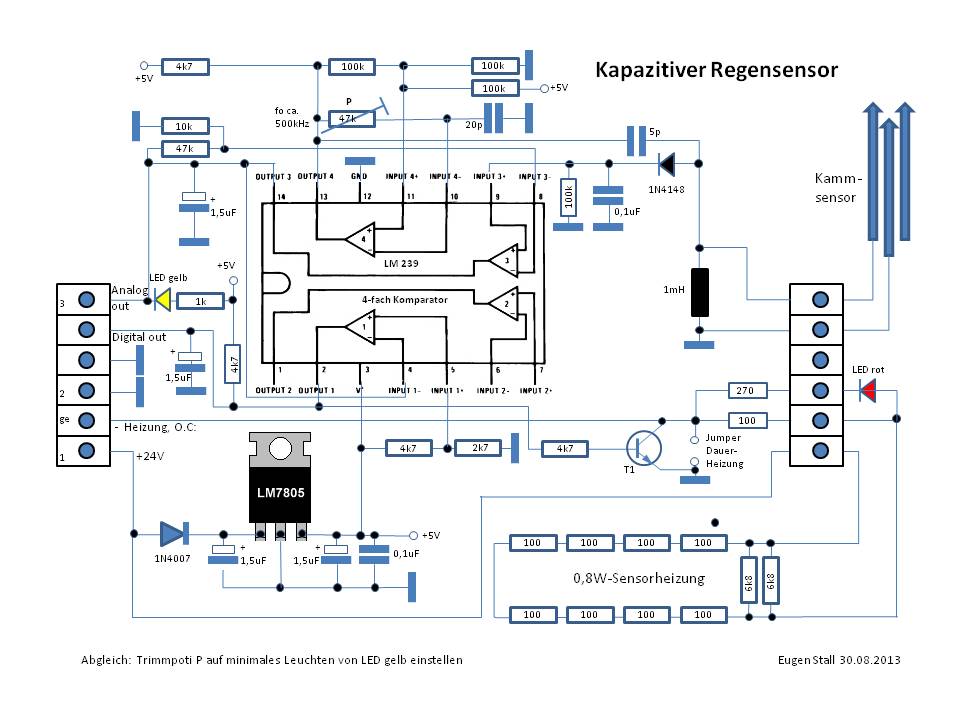 Kapazitiver Regensensor
4k7
100k
100k
+5V
100k
+5V
P
47k
fo ca.
500kHz
20p
10k
47k
5p
Kamm-
sensor
OUTPUT 3
OUTPUT 4
GND
INPUT 4+
INPUT 4-
INPUT 3+
INPUT 3-
1N4148
14
13
12
11
10
9
8
100k
0,1uF
+
1,5uF
4
LM 239
3
+5V
LED gelb
1k
1mH
4-fach Komparator
3
Analog
out
1
2
Digital out
+
1,5uF
4k7
LED rot
1
2
3
4
5
6
7
OUTPUT 2
OUTPUT 1
V+
INPUT 1-
INPUT 1+
INPUT 2-
INPUT 2+
2
270
ge
- Heizung, O.C:
100
1
+24V
4k7
2k7
4k7
T1
Jumper
Dauer-
Heizung
LM7805
1N4007
+
1,5uF
+
1,5uF
0,1uF
+5V
100
100
100
100
0,8W-Sensorheizung
6k8
6k8
100
100
100
100
Abgleich: Trimmpoti P auf minimales Leuchten von LED gelb einstellen
Eugen Stall 30.08.2013